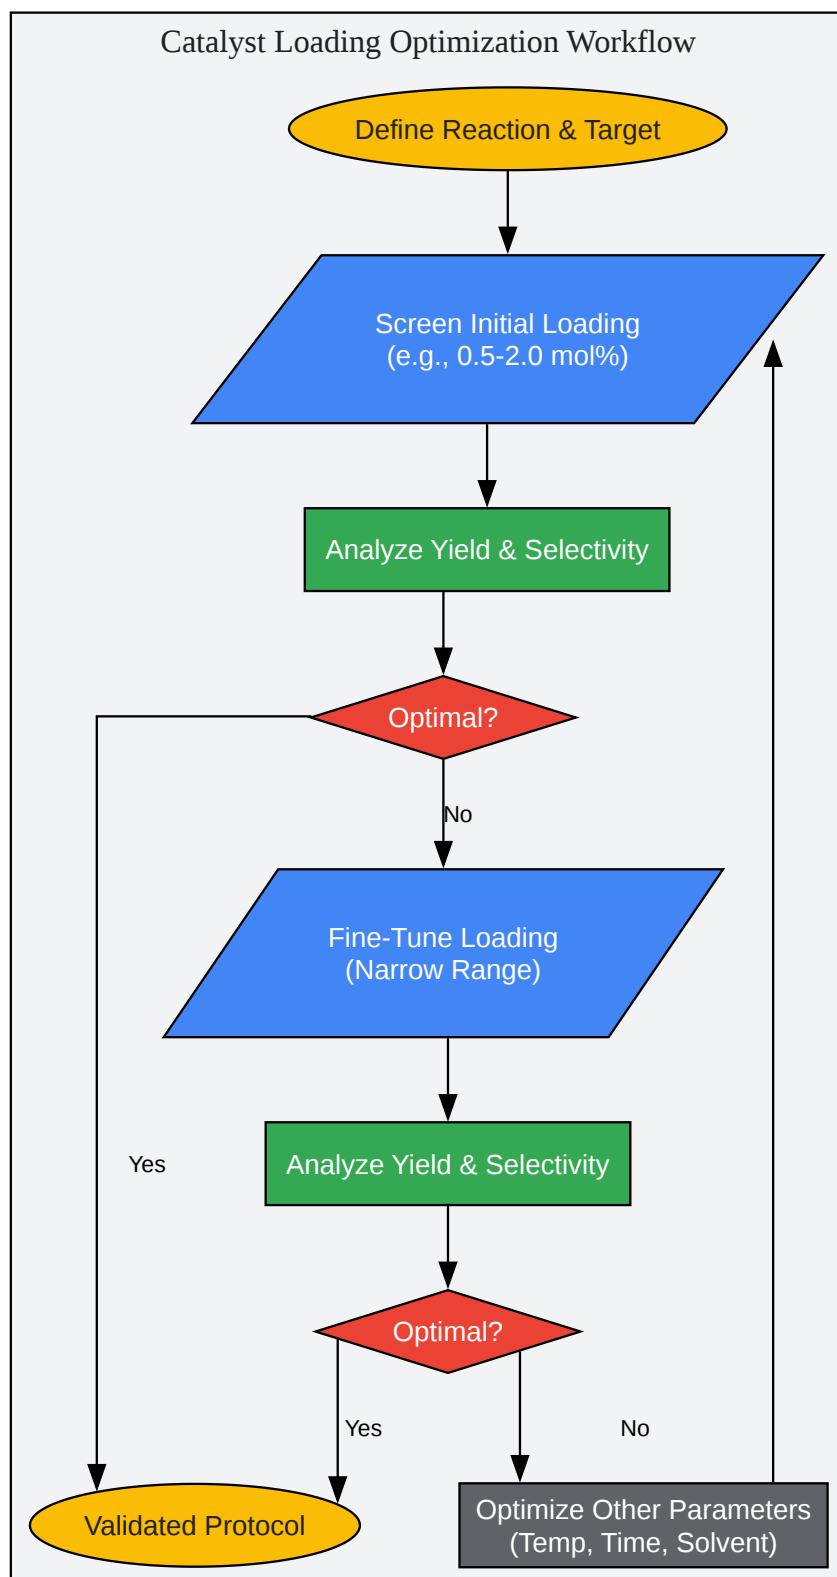 Catalyst Loading Optimization Workflow
Define Reaction & Target
Screen Initial Loading
(e.g., 0.5-2.0 mol%)
Analyze Yield & Selectivity
Optimal?
No
Fine-Tune Loading
(Narrow Range)
Yes
Analyze Yield & Selectivity
Optimal?
Yes
No
Validated Protocol
Optimize Other Parameters
(Temp, Time, Solvent)